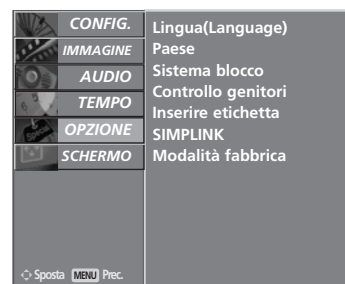 CONFIG.
IMMAGINE
AUDIO
TEMPO
OPZIONE
SCHERMO
Lingua(Language)
Paese
Sistema blocco
Controllo genitori
Inserire etichetta
SIMPLINK
Modalità fabbrica
Sposta MENU Prec.